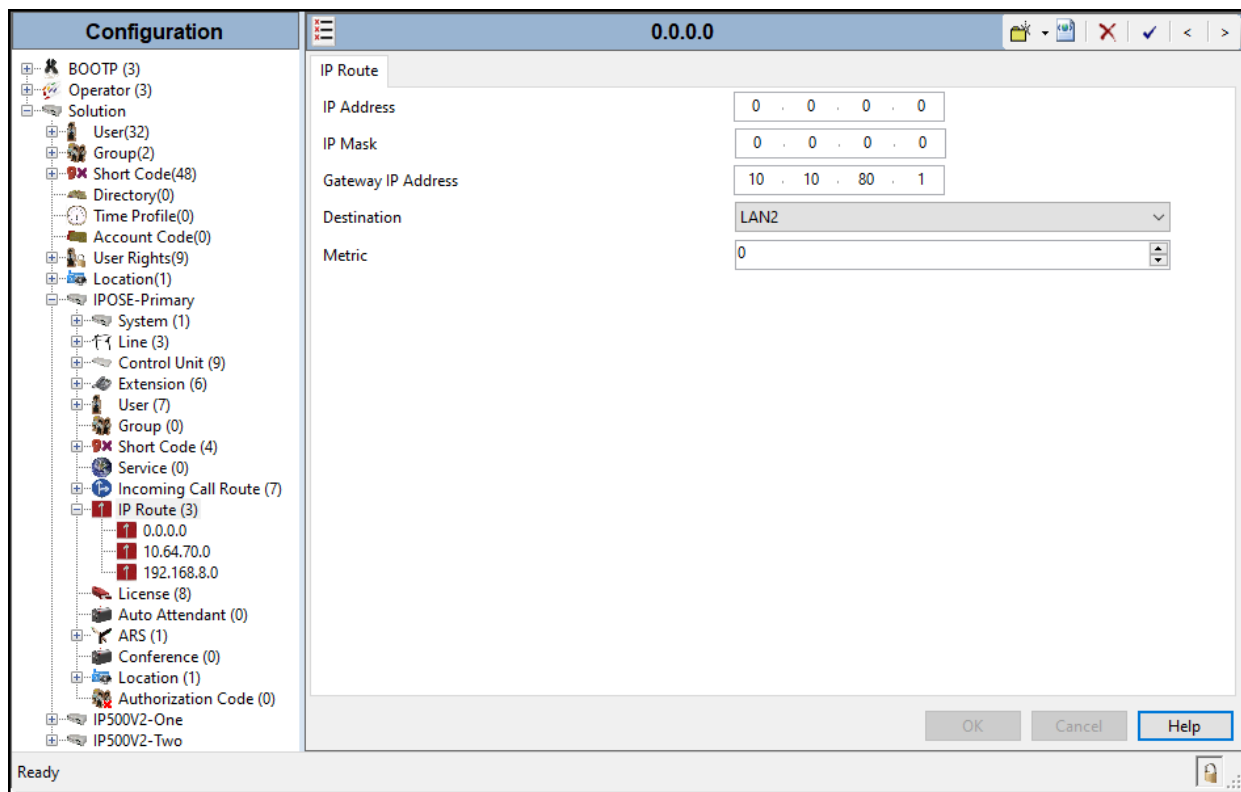 Configuration
BOOTP (3)
Operator (3)
Solution
User(32)
Group(2)
Short Code(48)
Directory(0)
Time Profile(0)
Account Code(0)
User Rights(9)
Location(1)
IPOSE-Primary
System (1)
Line (3)
Control Unit (9)
Extension (6)
User (7)
Group (0)
Short Code (4)
Service (0)
Incoming Call Route (7)
IP Route (3)
0.0.0.0
10.64.70.0
192.168.8.0
License (8)
Auto Attendant (0)
ARS (1)
Conference (0)
Location (1)
Authorization Code (0)
IP500V2-One
IP500V2-Two
0.0.0.0
IP Route
IP Address 0 . 0 . 0 . 0
IP Mask 0 . 0 . 0 . 0
Gateway IP Address 10 . 10 . 80 . 1
Destination LAN2
Metric 0
OK Cancel Help
Ready